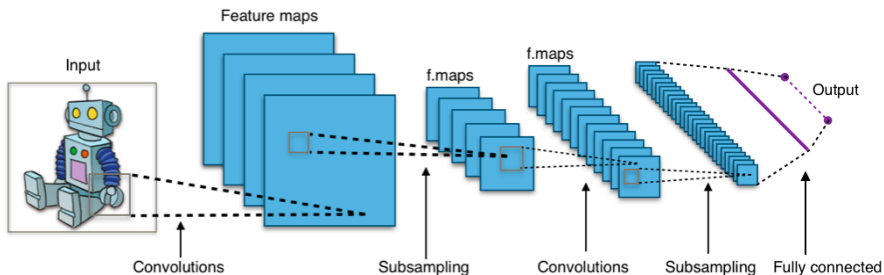 Feature maps
Input
f.maps
f.maps
Output
Convolutions
Subsampling
Convolutions
Subsampling
Fully connected